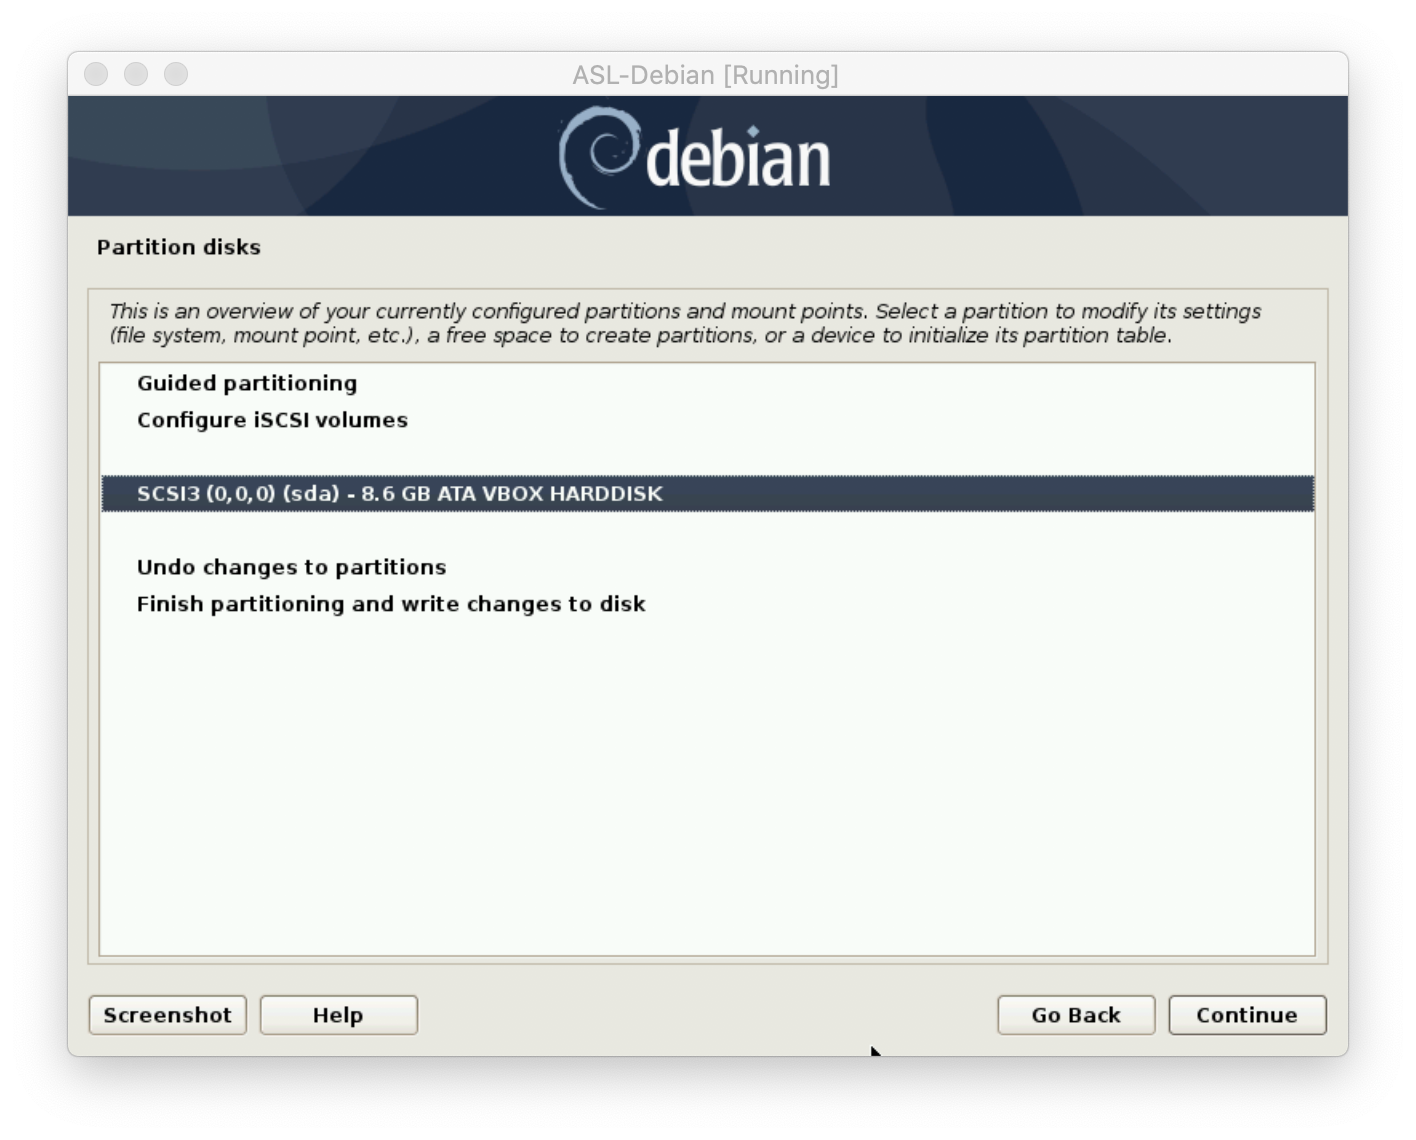 ASL-Debian [Running]
debian
Partition disks
This is an overview of your currently configured partitions and mount points. Select a partition to modify its settings
(file system, mount point, etc.), a free space to create partitions, or a device to initialize its partition table.
Guided partitioning
Configure iSCSI volumes
SCSI3 (0,0,0) (sda) - 8.6 GB ATA VBOX HARDDISK
Undo changes to partitions
Finish partitioning and write changes to disk
Screenshot Help Go Back Continue